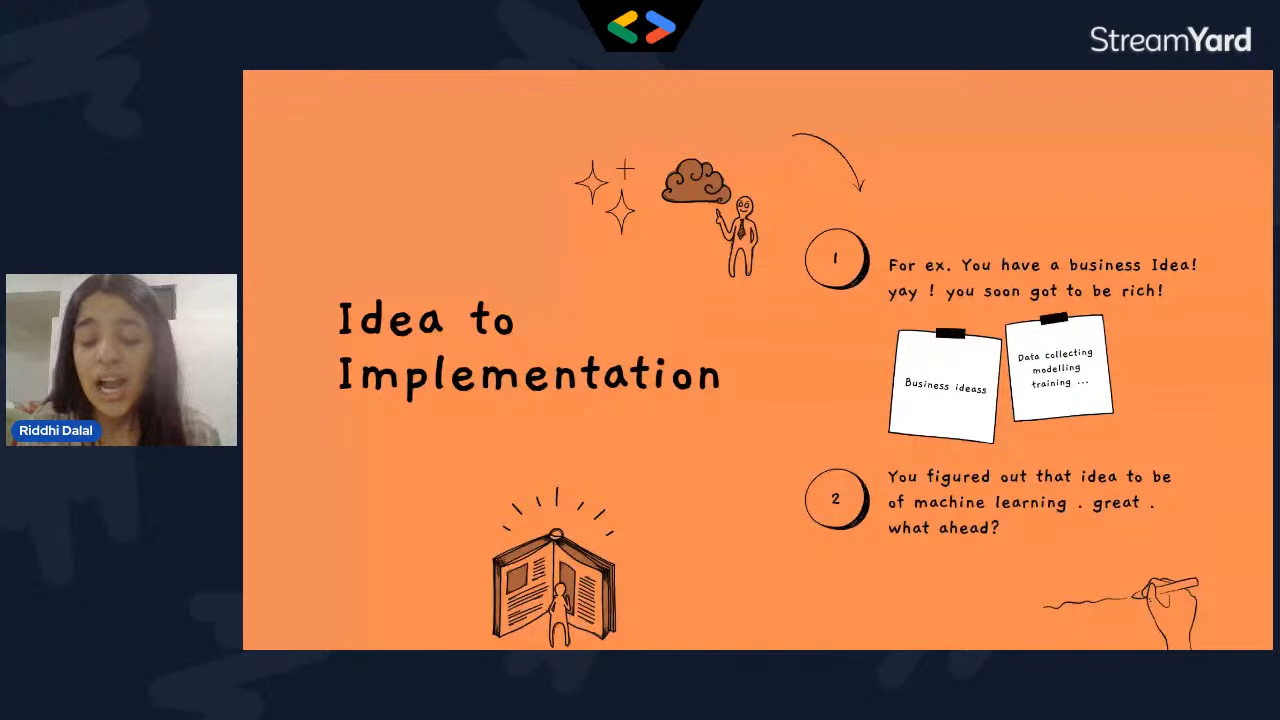 StreamYard
Idea to
Implementation
1
For ex. You have a business Idea!
yay ! you soon got to be rich!
Business ideass
Data collecting
modelling
training ...
2
You figured out that idea to be
of machine learning . great .
what ahead?
Riddhi Dalal